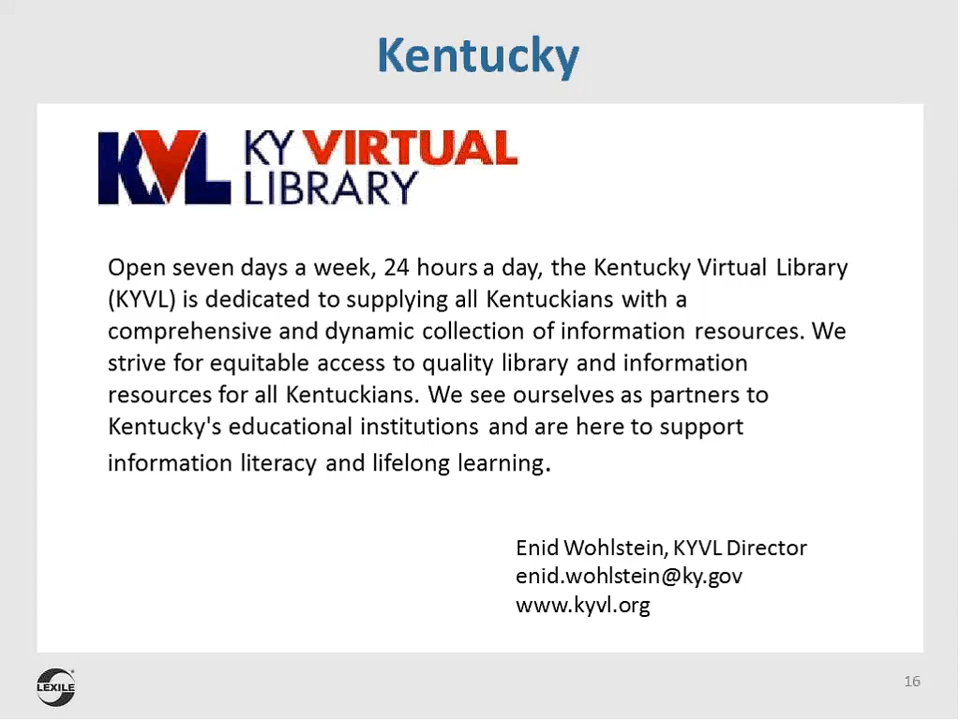 Kentucky
KVL KY VIRTUAL
LIBRARY
Open seven days a week, 24 hours a day, the Kentucky Virtual Library
(KYVL) is dedicated to supplying all Kentuckians with a
comprehensive and dynamic collection of information resources. We
strive for equitable access to quality library and information
resources for all Kentuckians. We see ourselves as partners to
Kentucky's educational institutions and are here to support
information literacy and lifelong learning.
Enid Wohlstein, KYVL Director
enid.wohlstein@ky.gov
www.kyvl.org
LEXILE
16